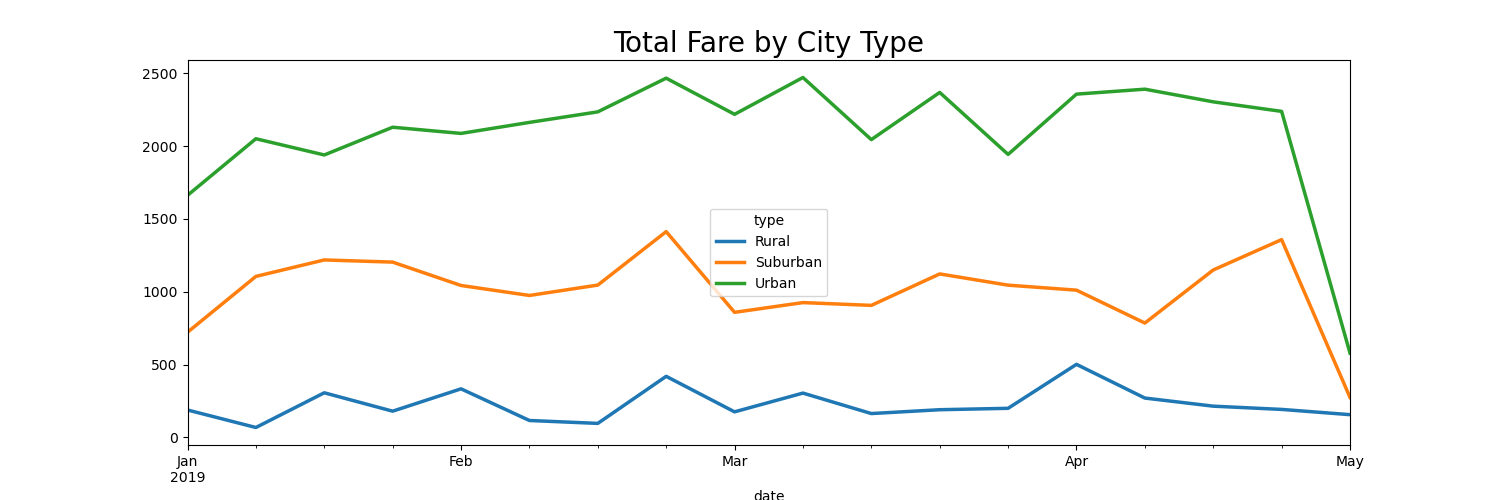 Total Fare by City Type
2500
2000
1500
1000
500
0
type
Rural
Suburban
Urban
Jan Feb Mar Apr May
2019
date